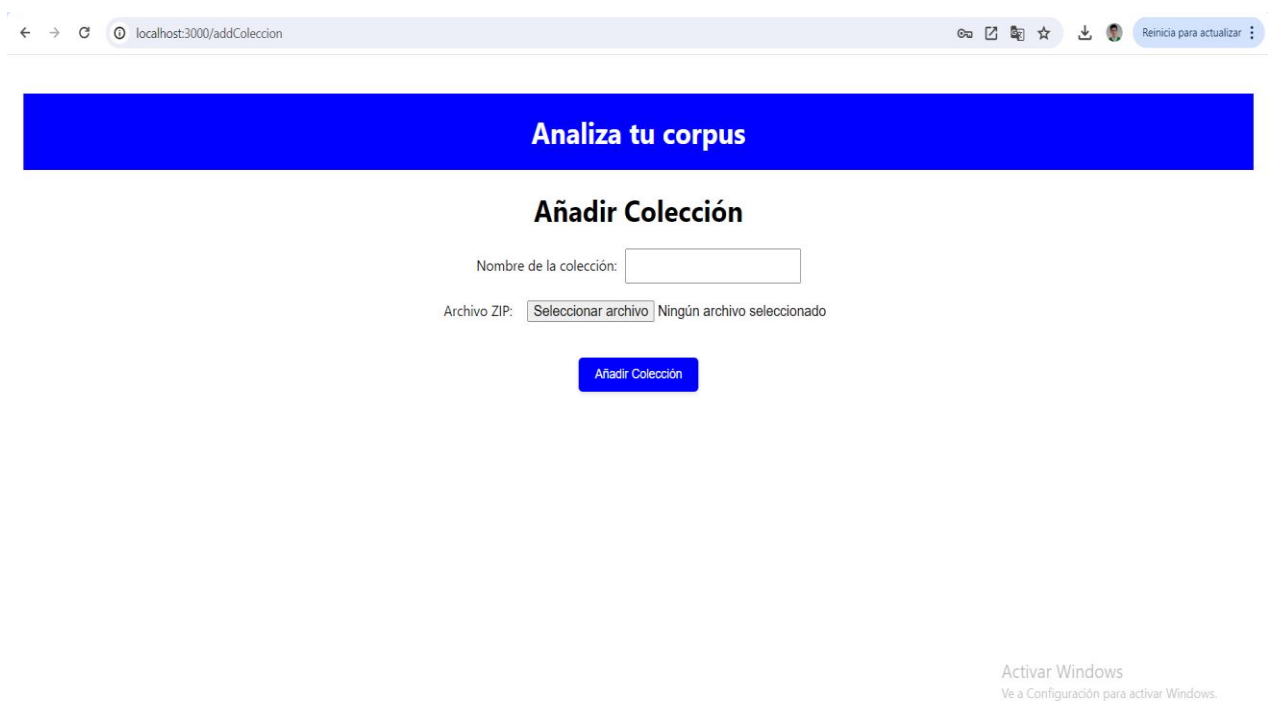 localhost:3000/addColeccion
Reinicia para actualizar
Analiza tu corpus
Añadir Colección
Nombre de la colección:
Archivo ZIP: Seleccionar archivo Ningún archivo seleccionado
Añadir Colección
Activar Windows
Ve a Configuración para activar Windows.